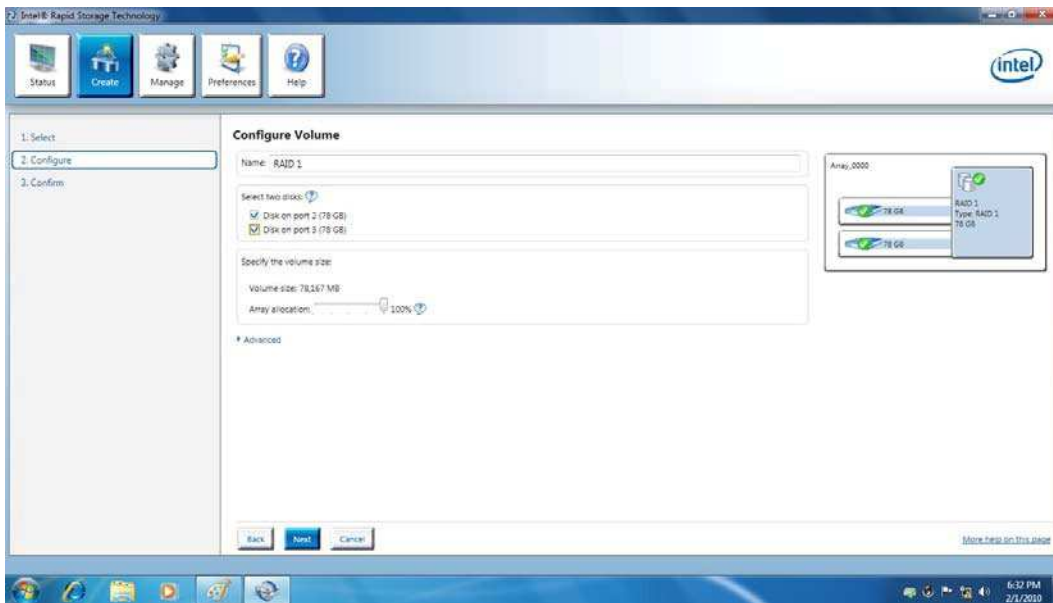 Intel® Rapid Storage Technology
Status
Create
Manage
Preferences
Help
intel
1. Select
2. Configure
3. Confirm
Configure Volume
Name: RAID 1
Select two disks:
Disk on port 2 (78 GB)
Disk on port 3 (78 GB)
Specify the volume size:
Volume size: 78,167 MB
Array allocation: 100%
Advanced
Array_0000
78 GB
78 GB
RAID 1
Type: RAID 1
78 GB
Back
Next
Cancel
More help on this page
6:32 PM
2/1/2010